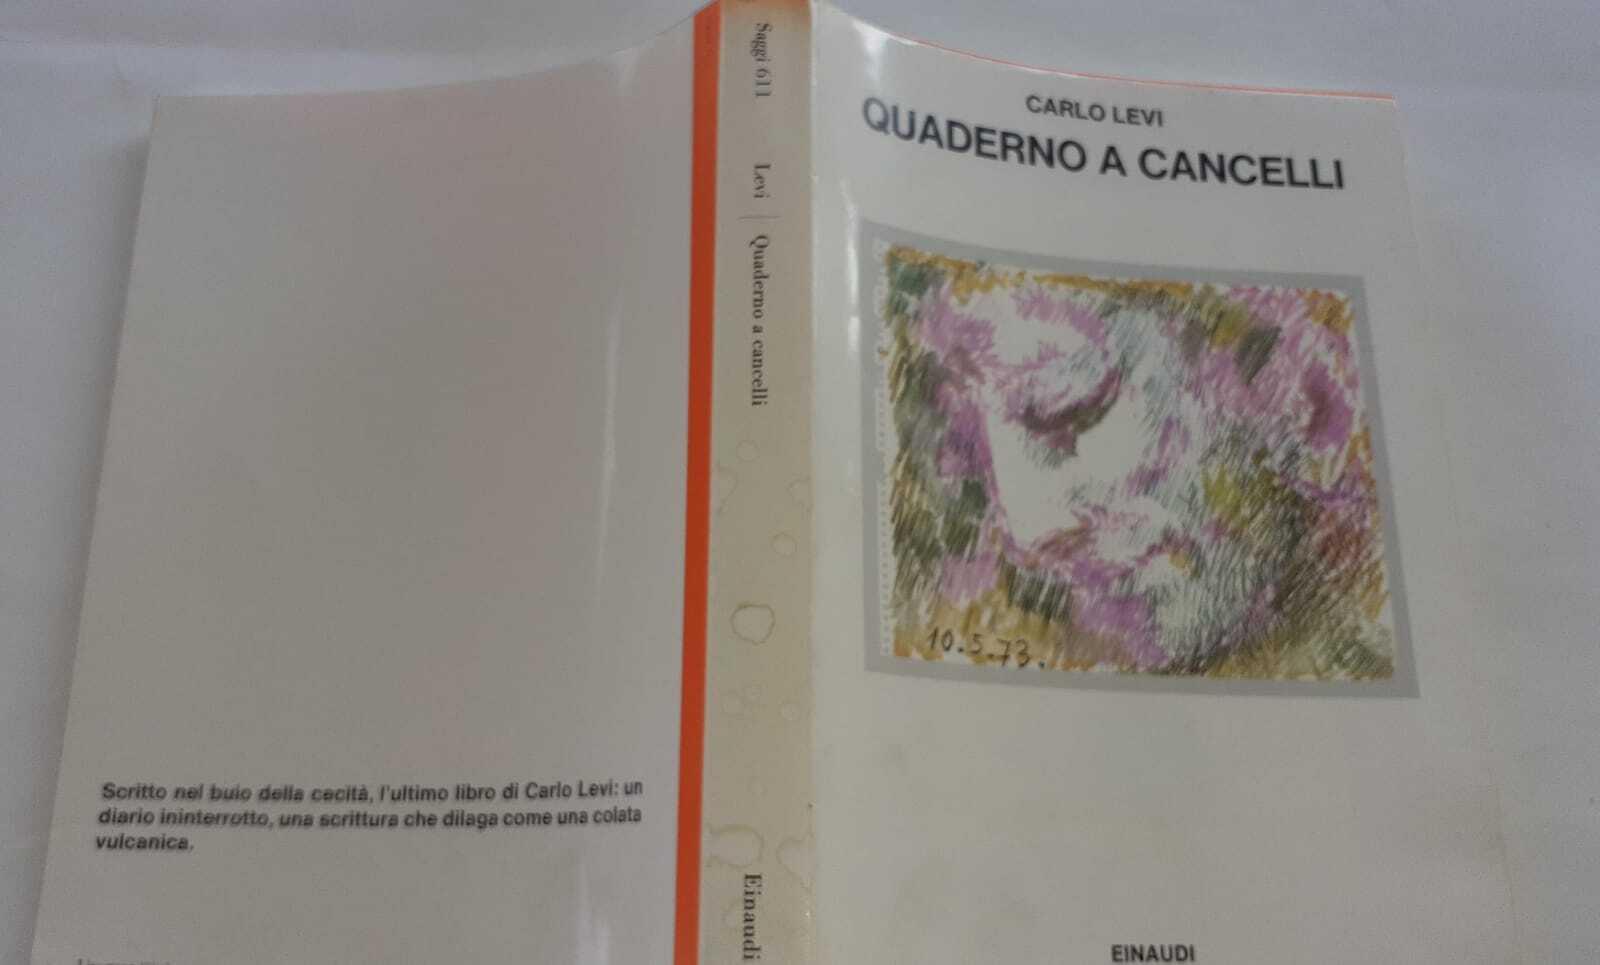 CARLO LEVI
QUADERNO A CANCELLI
10.5.73.
EINAUDI
Saggi 611
Levi
Quaderno a cancelli
Einaudi
Scritto nel buio della cecità, l'ultimo libro di Carlo Levi: un
diario ininterrotto, una scrittura che dilaga come una colata
vulcanica.